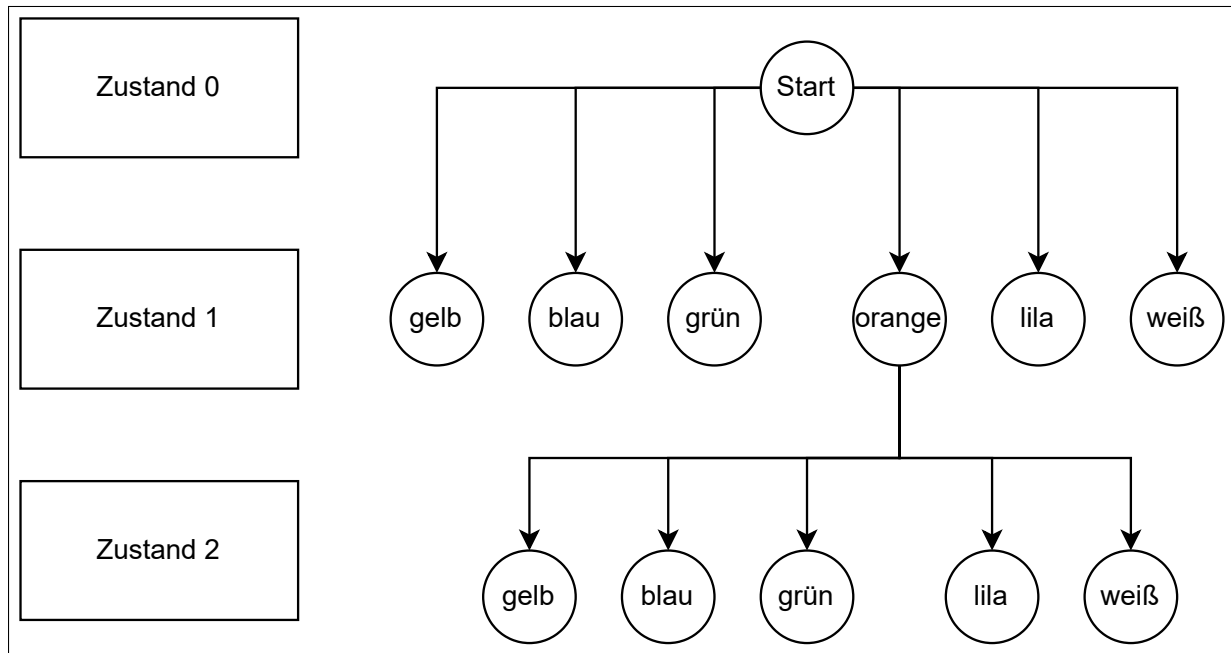 Zustand 0
Start
Zustand 1
gelb
blau
grün
orange
lila
weiß
Zustand 2
gelb
blau
grün
lila
weiß